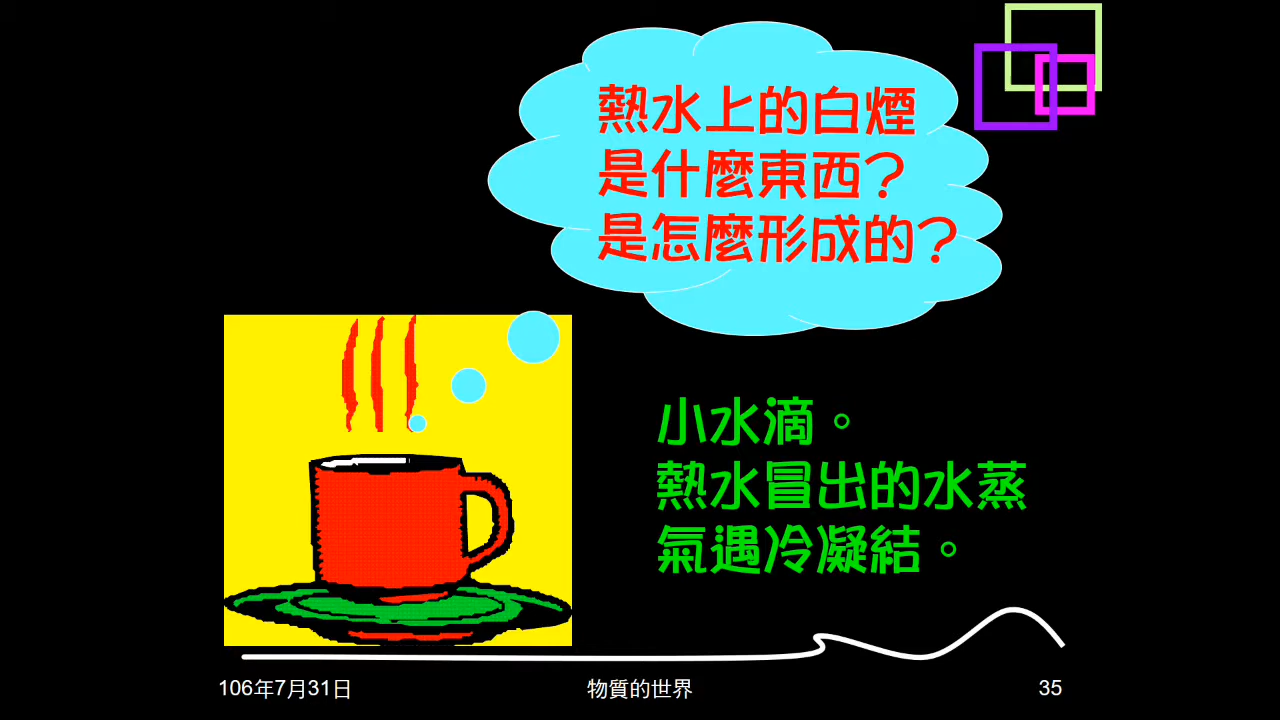 熱水上的白煙
是什麼東西？
是怎麼形成的？
小水滴。
熱水冒出的水蒸
氣遇冷凝結。
106年7月31日
物質的世界
35